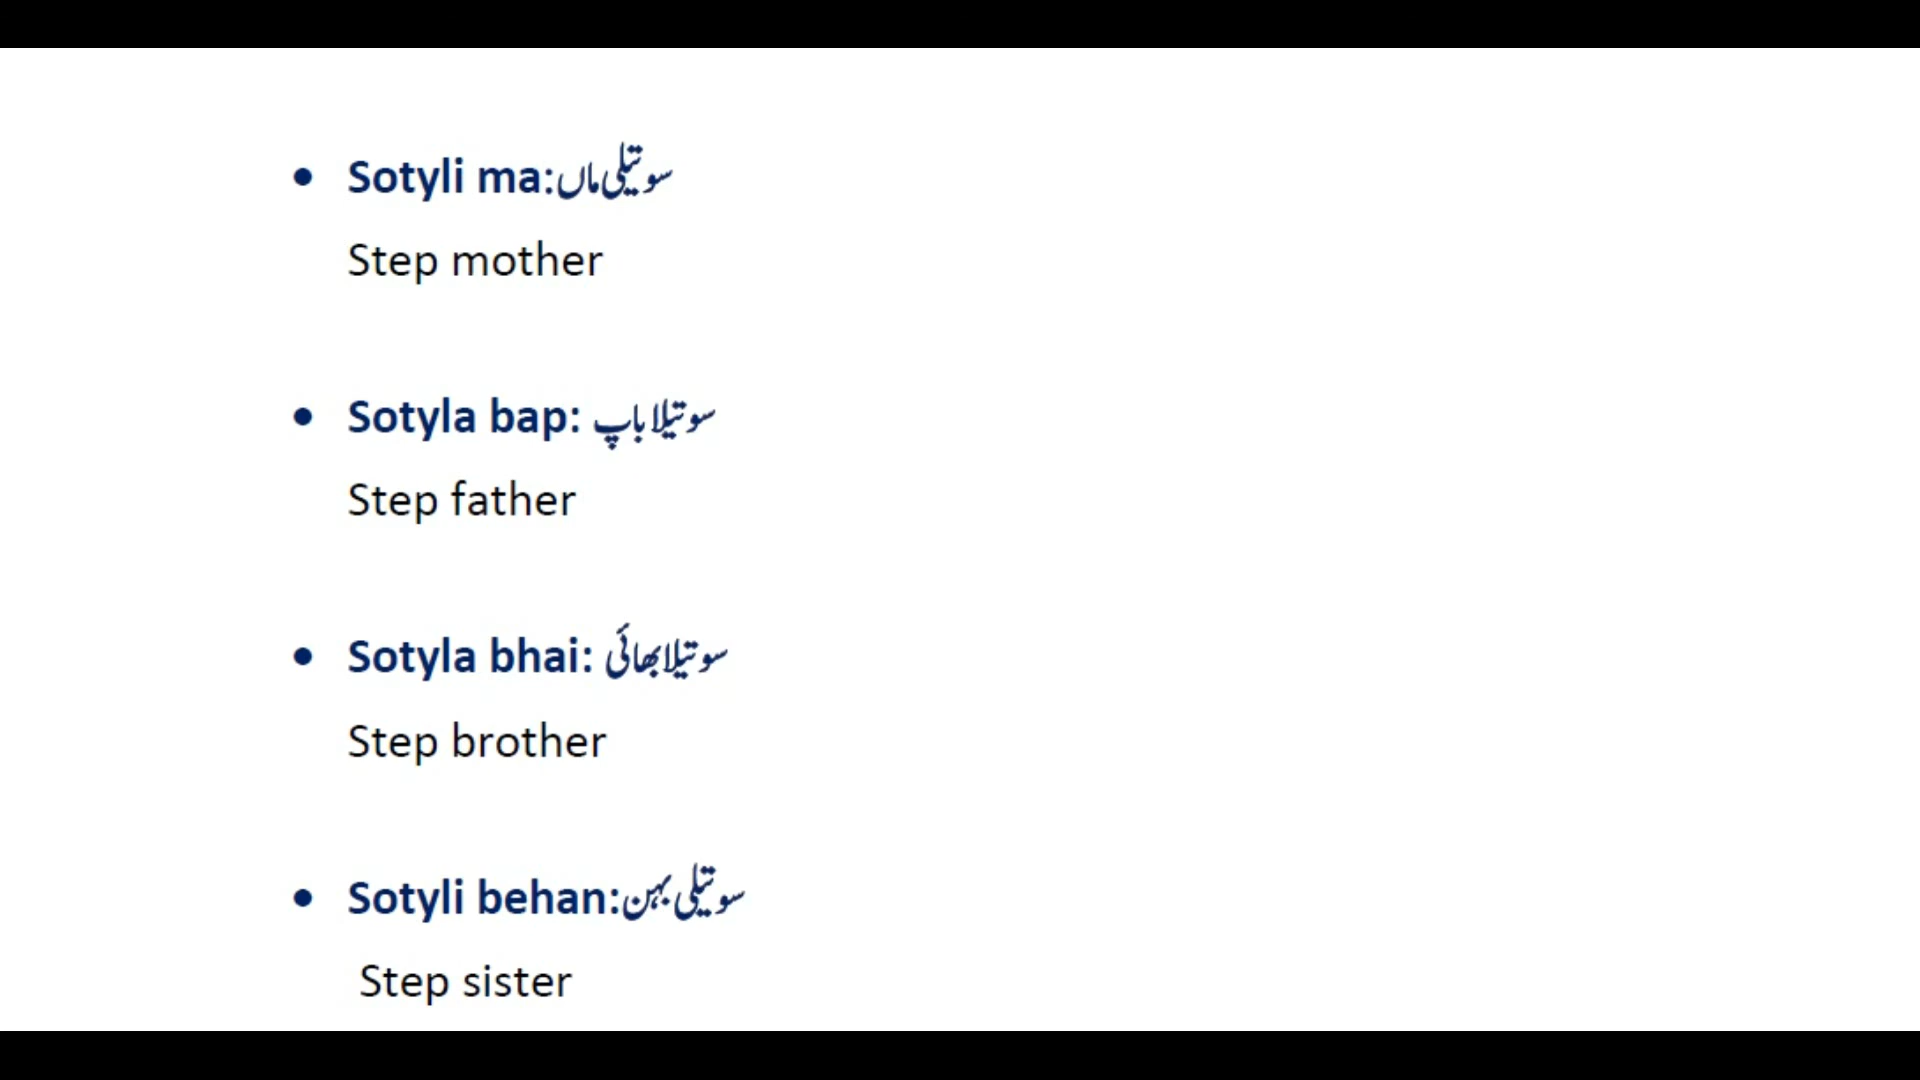 • Sotyli ma:سوتیلی ماں
Step mother
• Sotyla bap: سوتیلا باپ
Step father
• Sotyla bhai: سوتیلا بھائی
Step brother
• Sotyli behan:سوتیلی بہن
Step sister